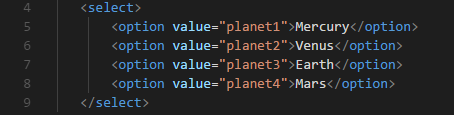 4 <select>
5 <option value="planet1">Mercury</option>
6 <option value="planet2">Venus</option>
7 <option value="planet3">Earth</option>
8 <option value="planet4">Mars</option>
9 </select>